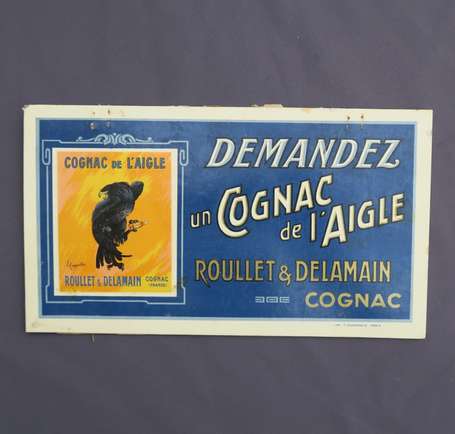 COGNAC DE L'AIGLE
ROULLET & DELAMAIN COGNAC
(FRANCE)
DEMANDEZ
un COGNAC
de l'AIGLE
ROULLET & DELAMAIN
COGNAC